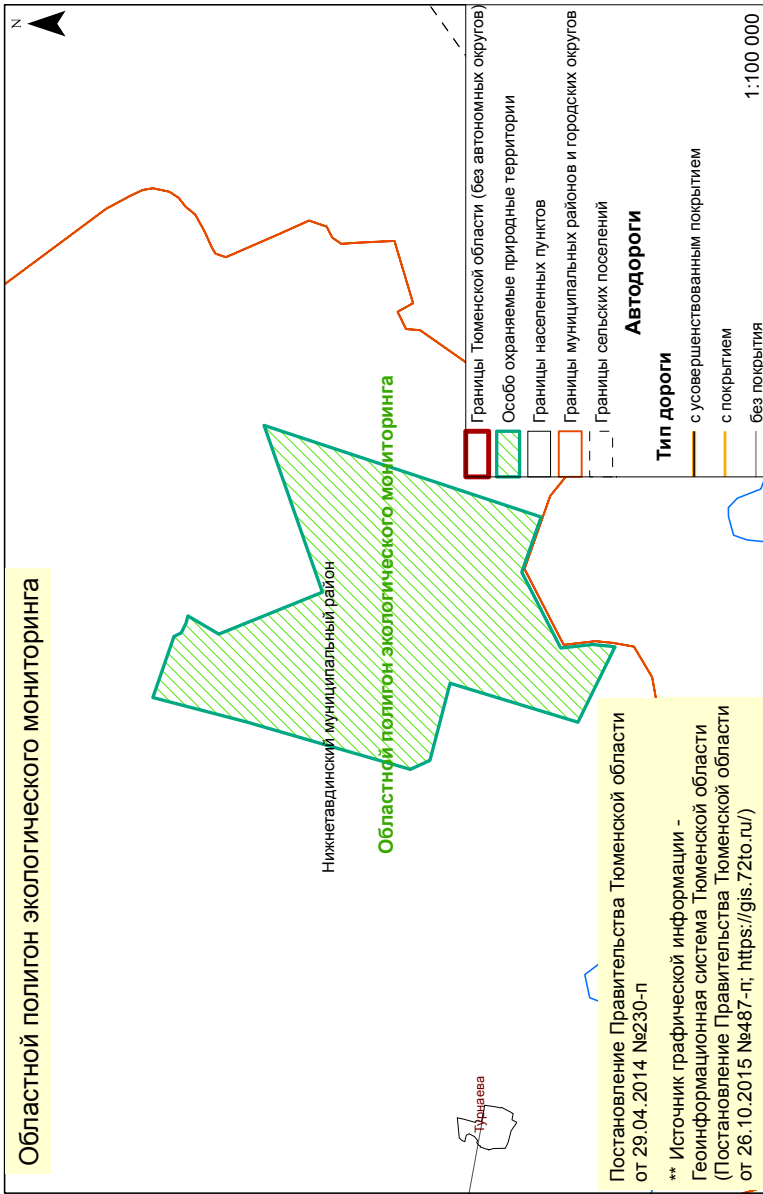 Областной полигон экологического мониторинга
N
Нижнетавдинский муниципальный район
Областной полигон экологического мониторинга
Турнаева
Постановление Правительства Тюменской области
от 29.04.2014 №230-п
** Источник графической информации -
Геоинформационная система Тюменской области
(Постановление Правительства Тюменской области
от 26.10.2015 №487-п; https://gis.72to.ru/)
Границы Тюменской области (без автономных округов)
Особо охраняемые природные территории
Границы населенных пунктов
Границы муниципальных районов и городских округов
Границы сельских поселений
Автодороги
Тип дороги
с усовершенствованным покрытием
с покрытием
без покрытия
1:100 000